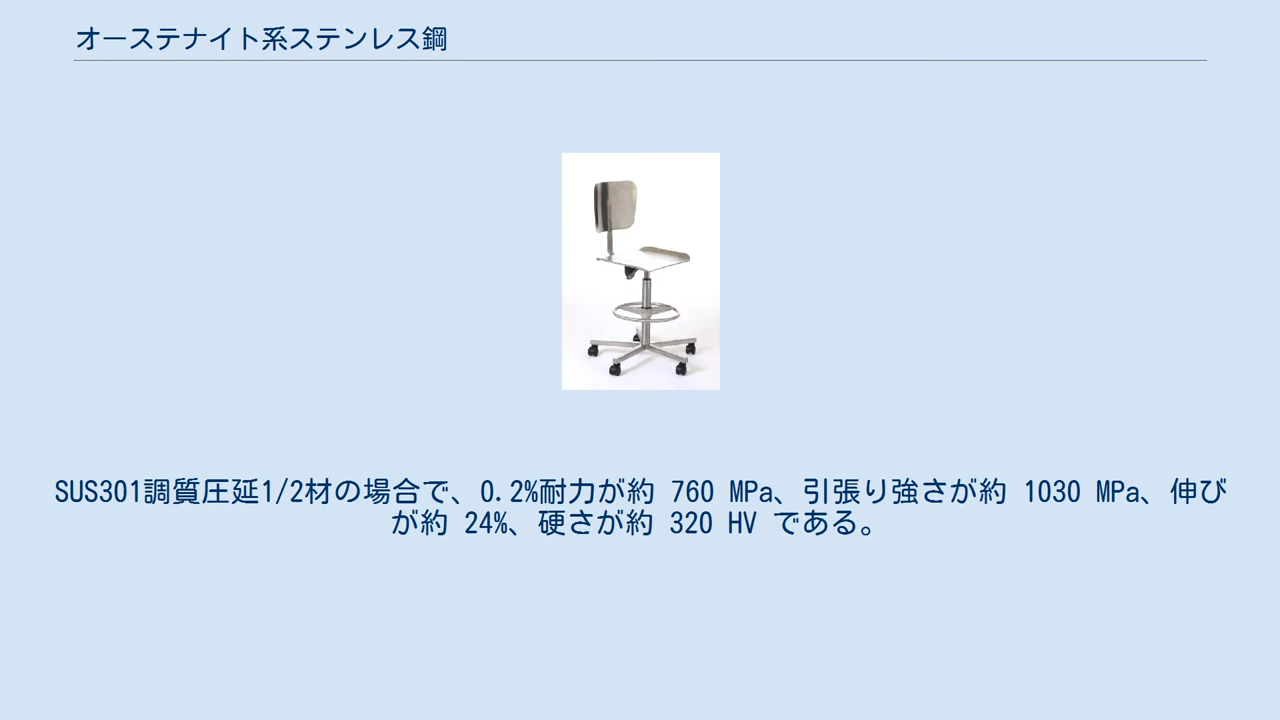 オーステナイト系ステンレス鋼
SUS301調質圧延1/2材の場合で、0.2%耐力が約 760 MPa、引張り強さが約 1030 MPa、伸び
が約 24%、硬さが約 320 HV である。